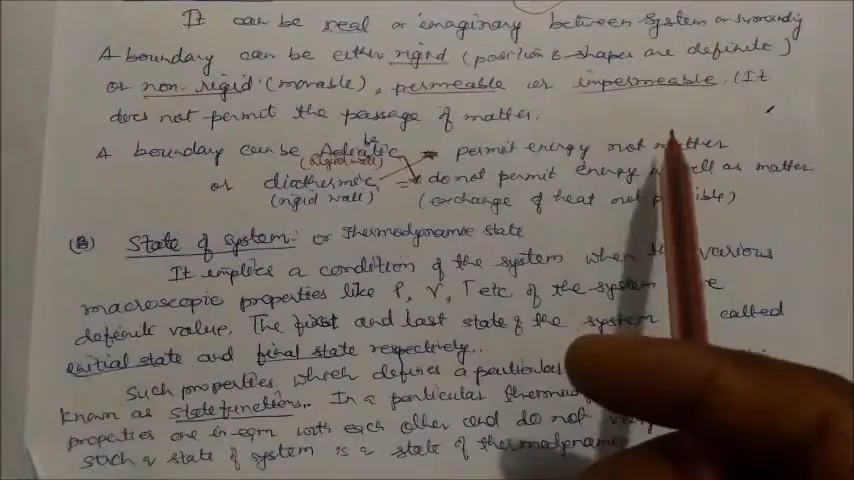 It can be real or imaginary between system or surrounding
A boundary can be either rigid (position & shapes are definite)
or non-rigid (movable), permeable or impermeable. (It
does not permit the passage of matter.
A boundary can be Adiabatic = permit energy not matter
(rigid wall)
or diathermic = do not permit energy as well as matter
(rigid wall) (exchange of heat not possible)
(B) State of system: or Thermodynamic state
It implies a condition of the system when the various
macroscopic properties like P, V, T etc of the system
definite value. The first and last state of the system called
initial state and final state respectively.
Such properties which defines a particular
known as state functions. In a particular
properties are in eqm with each other and do not
such a state of system is a state of thermodynamic